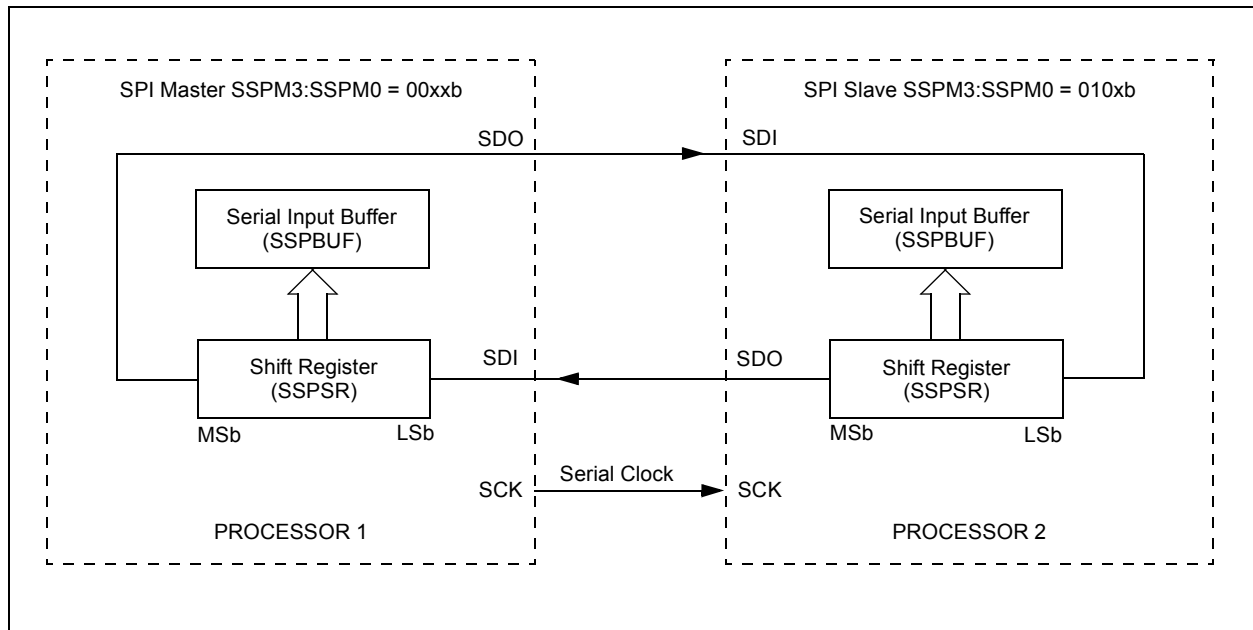 SPI Master SSPM3:SSPM0 = 00xxb
SPI Slave SSPM3:SSPM0 = 010xb
SDO
SDI
Serial Input Buffer
(SSPBUF)
Serial Input Buffer
(SSPBUF)
Shift Register
(SSPSR)
SDI
SDO
Shift Register
(SSPSR)
MSb
LSb
MSb
LSb
SCK
Serial Clock
SCK
PROCESSOR 1
PROCESSOR 2